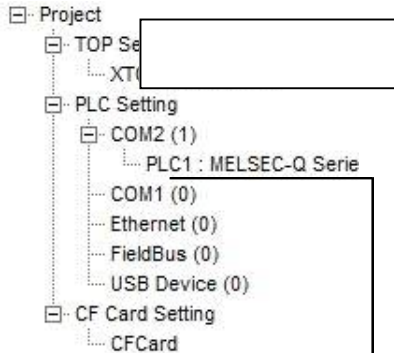 Project
TOP Se
XT
PLC Setting
COM2 (1)
PLC1 : MELSEC-Q Serie
COM1 (0)
Ethernet (0)
FieldBus (0)
USB Device (0)
CF Card Setting
CFCard